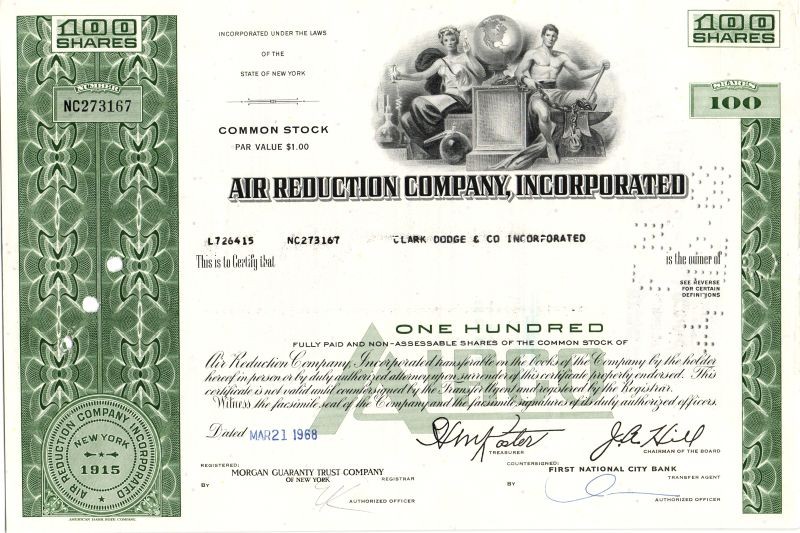 100 SHARES
INCORPORATED UNDER THE LAWS
OF THE
STATE OF NEW YORK
100 SHARES
NUMBER
NC273167
SHARES
100
COMMON STOCK
PAR VALUE $1.00
AIR REDUCTION COMPANY, INCORPORATED
L726415 NC273167 CLARK DODGE & CO INCORPORATED
This is to Certify that is the owner of
SEE REVERSE
FOR CERTAIN
DEFINITIONS
ONE HUNDRED
FULLY PAID AND NON-ASSESSABLE SHARES OF THE COMMON STOCK OF
Air Reduction Company, Incorporated transferable on the books of the Company by the holder
hereof in person or by duly authorized attorney upon surrender of this certificate properly endorsed. This
certificate is not valid until countersigned by the Transfer Agent and registered by the Registrar.
Witness the facsimile seal of the Company and the facsimile signatures of its duly authorized officers.
AIRCO
Dated MAR 21 1968
TREASURER
J.A. Hill
CHAIRMAN OF THE BOARD
AIR REDUCTION COMPANY, INCORPORATED
NEW YORK
1915
REGISTERED:
MORGAN GUARANTY TRUST COMPANY
OF NEW YORK REGISTRAR
BY
AUTHORIZED OFFICER
COUNTERSIGNED:
FIRST NATIONAL CITY BANK
TRANSFER AGENT
BY
AUTHORIZED OFFICER
AMERICAN BANK NOTE COMPANY